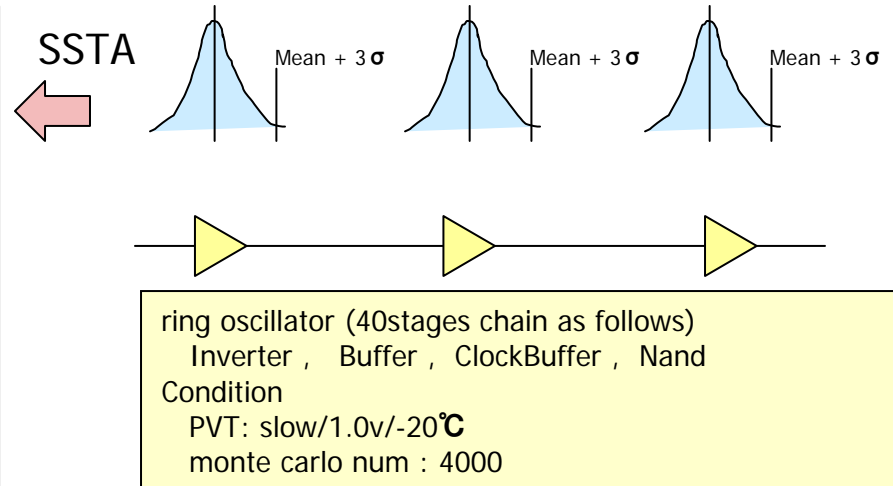 SSTA
Mean + 3σ
Mean + 3σ
Mean + 3σ
ring oscillator (40stages chain as follows)
Inverter , Buffer , ClockBuffer , Nand
Condition
PVT: slow/1.0v/-20℃
monte carlo num : 4000